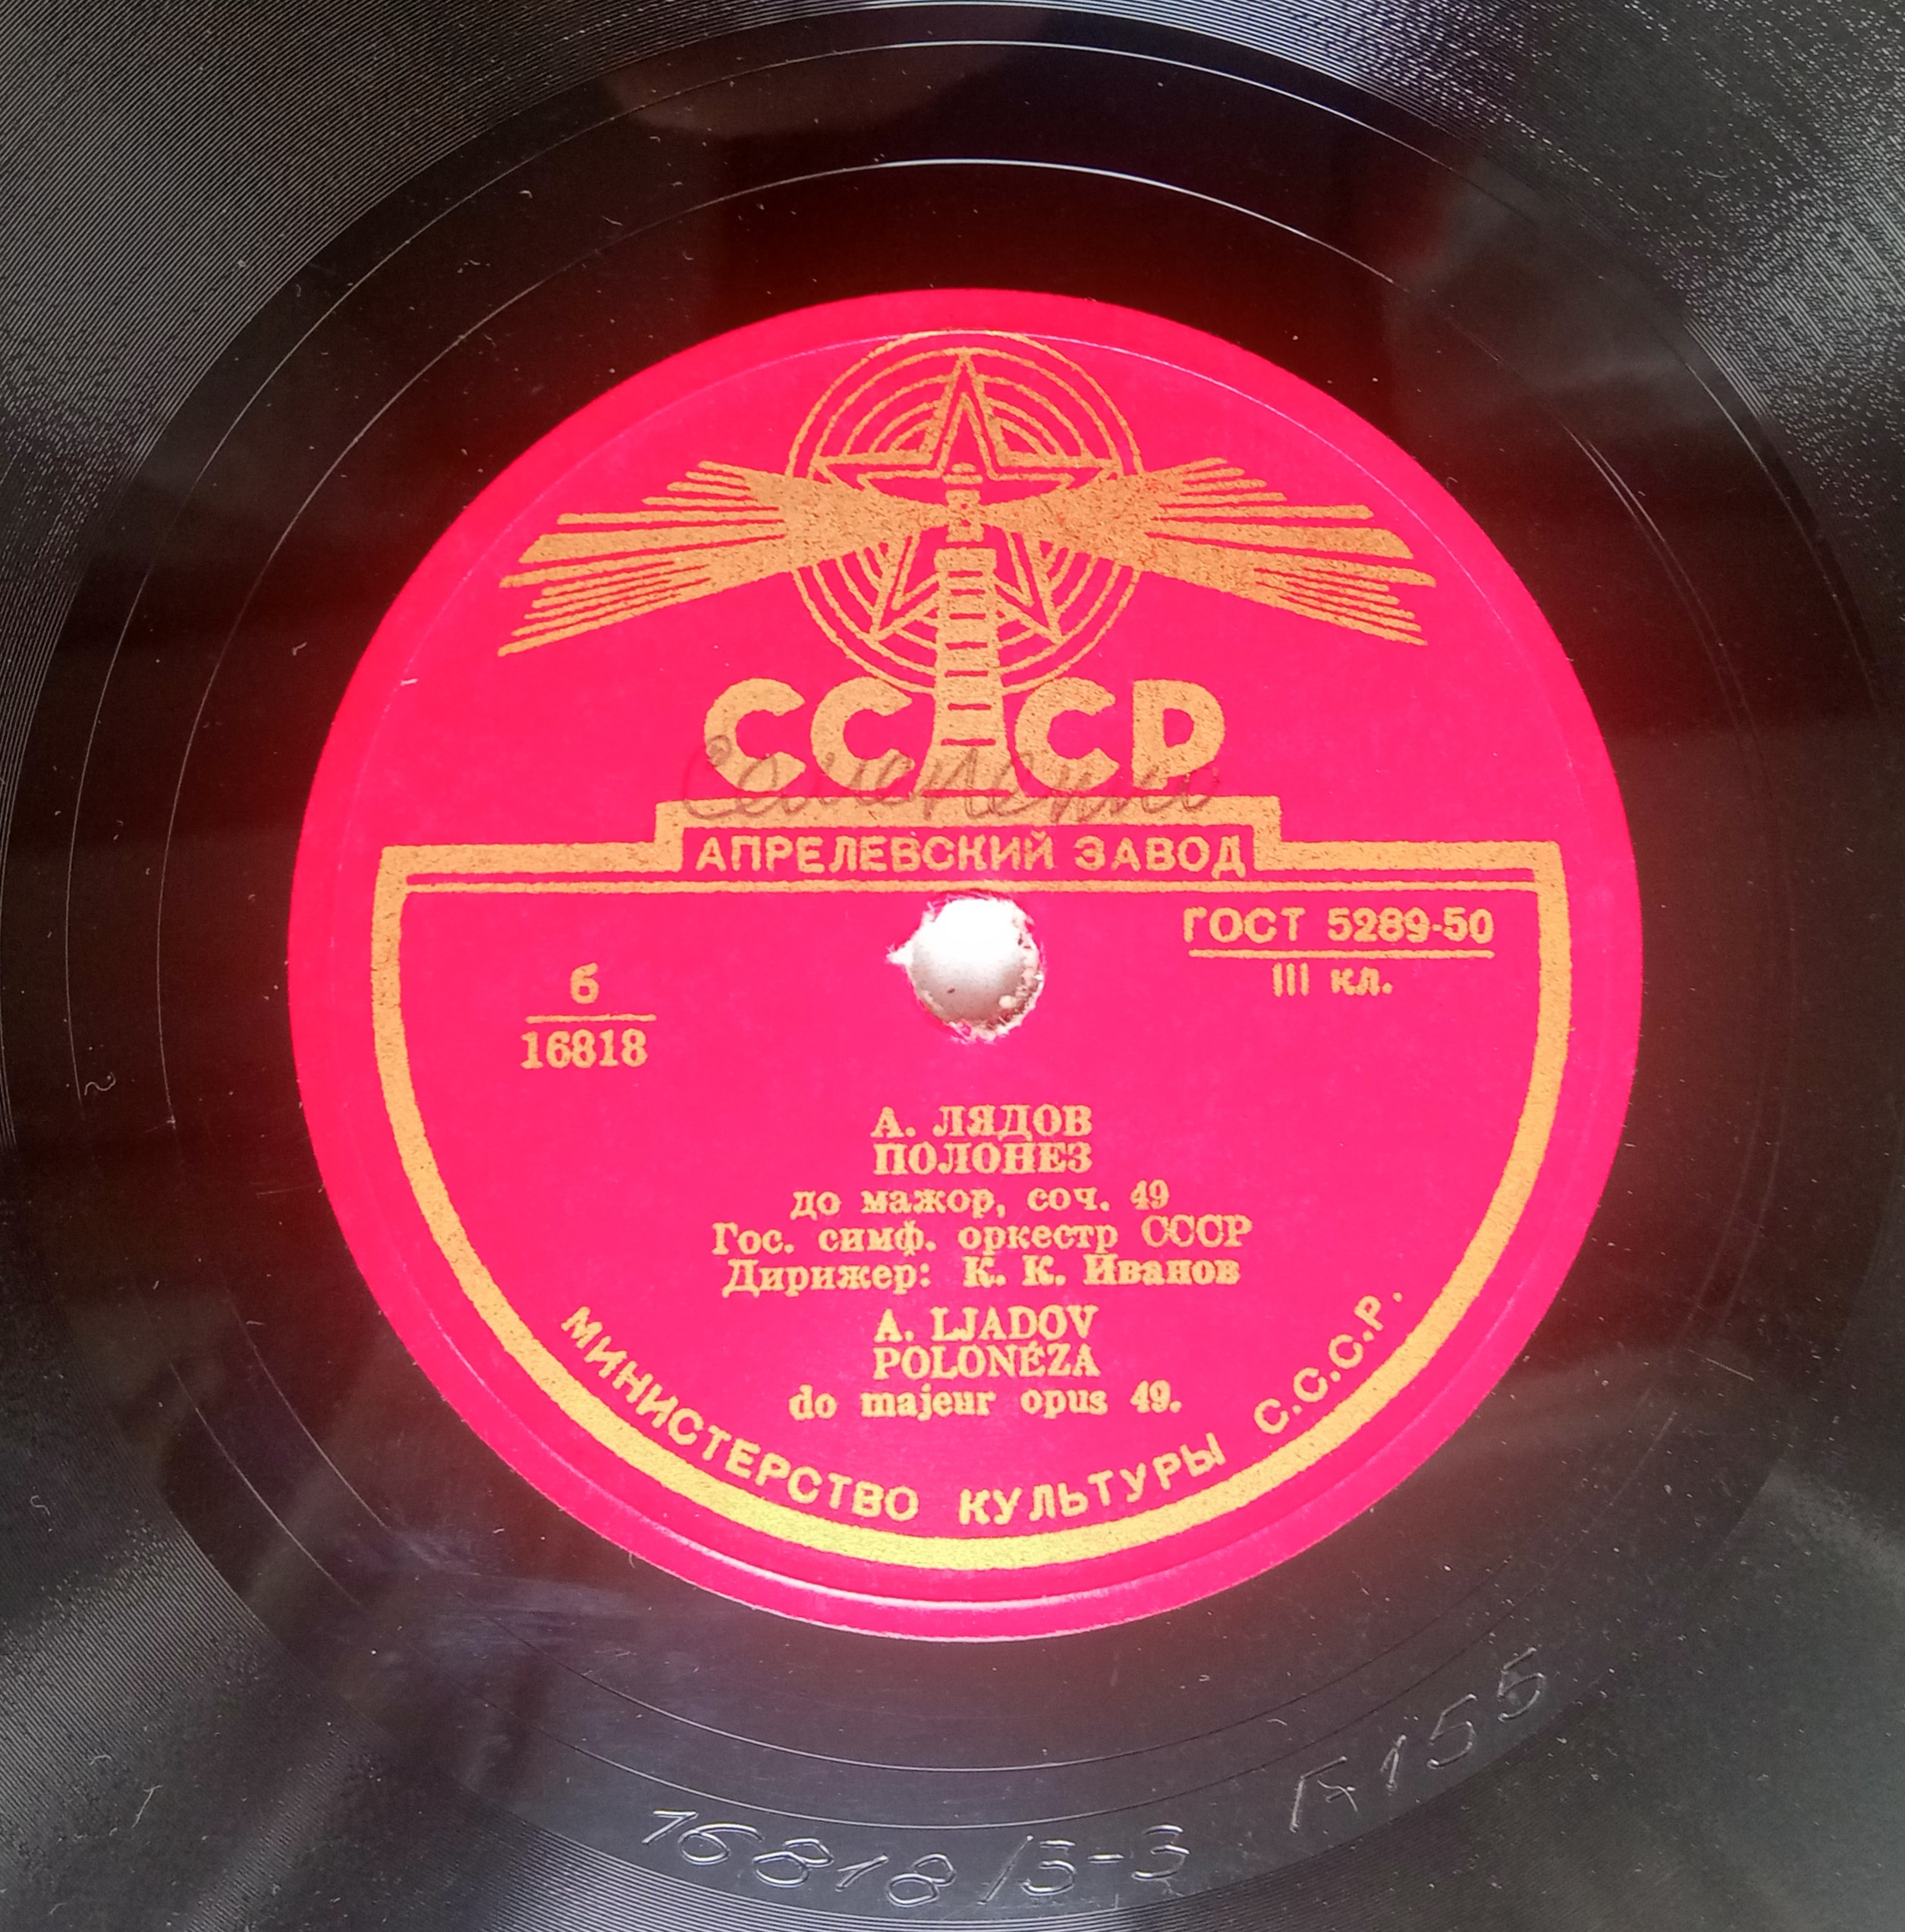 СССР
АПРЕЛЕВСКИЙ ЗАВОД
ГОСТ 5289-50
III кл.
б
16818
А. ЛЯДОВ
ПОЛОНЕЗ
до мажор, соч. 49
Гос. симф. оркестр СССР
Дирижер: К. К. Иванов
A. LJADOV
POLONÉZA
do majeur opus 49.
МИНИСТЕРСТВО КУЛЬТУРЫ С.С.С.Р.
16818/3-3
155